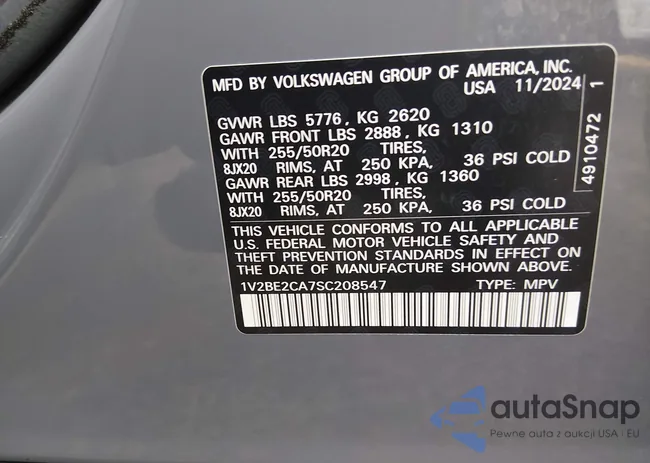 MFD BY VOLKSWAGEN GROUP OF AMERICA, INC.
USA 11/2024
GVWR LBS 5776 , KG 2620
GAWR FRONT LBS 2888 , KG 1310
WITH 255/50R20 TIRES,
8JX20 RIMS, AT 250 KPA, 36 PSI COLD
GAWR REAR LBS 2998 , KG 1360
WITH 255/50R20 TIRES,
8JX20 RIMS, AT 250 KPA, 36 PSI COLD
THIS VEHICLE CONFORMS TO ALL APPLICABLE
U.S. FEDERAL MOTOR VEHICLE SAFETY AND
THEFT PREVENTION STANDARDS IN EFFECT ON
THE DATE OF MANUFACTURE SHOWN ABOVE.
1V2BE2CA7SC208547 TYPE: MPV
4910472 1
autaSnap
Pewne auta z aukcji USA · EU